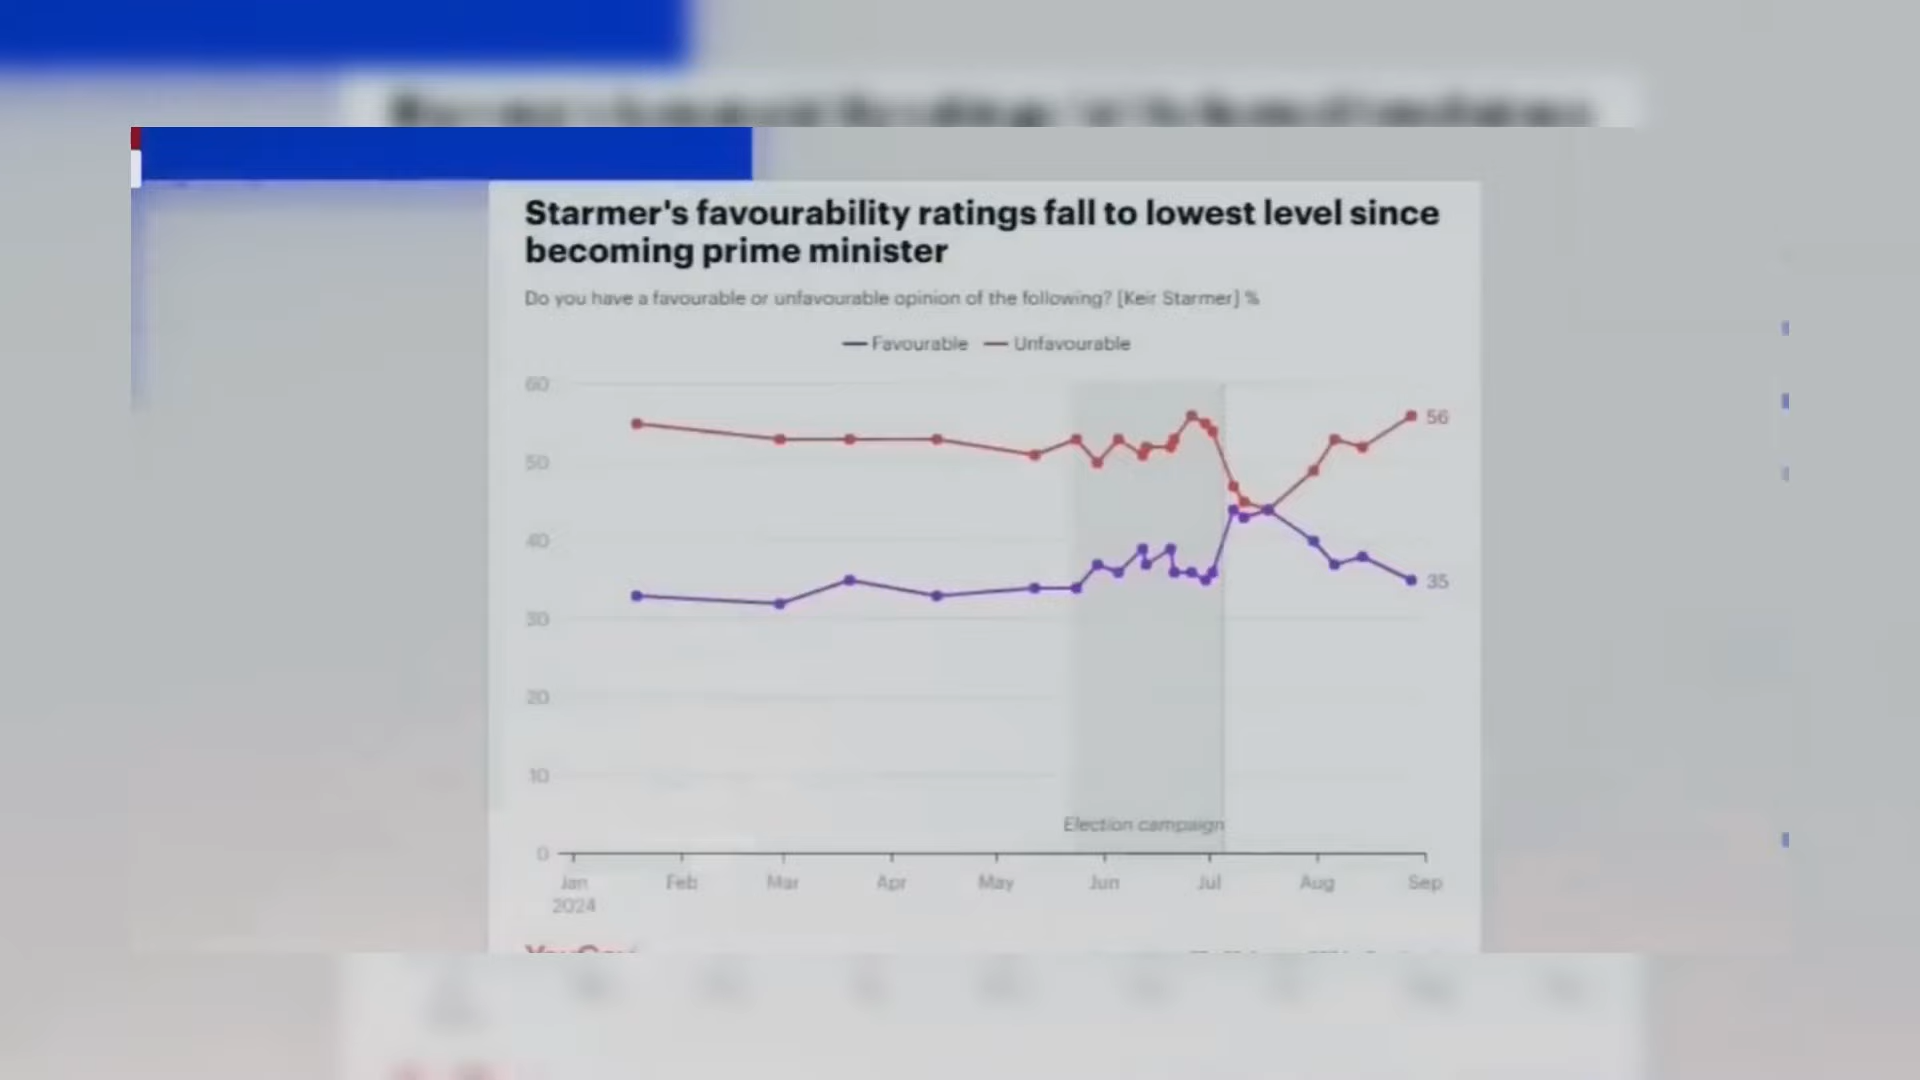 Starmer's favourability ratings fall to lowest level since
becoming prime minister
Do you have a favourable or unfavourable opinion of the following? [Keir Starmer] %
Favourable Unfavourable
60
56
50
40
35
30
20
10
Election campaign
0
Jan Feb Mar Apr May Jun Jul Aug Sep
2024
YouGov